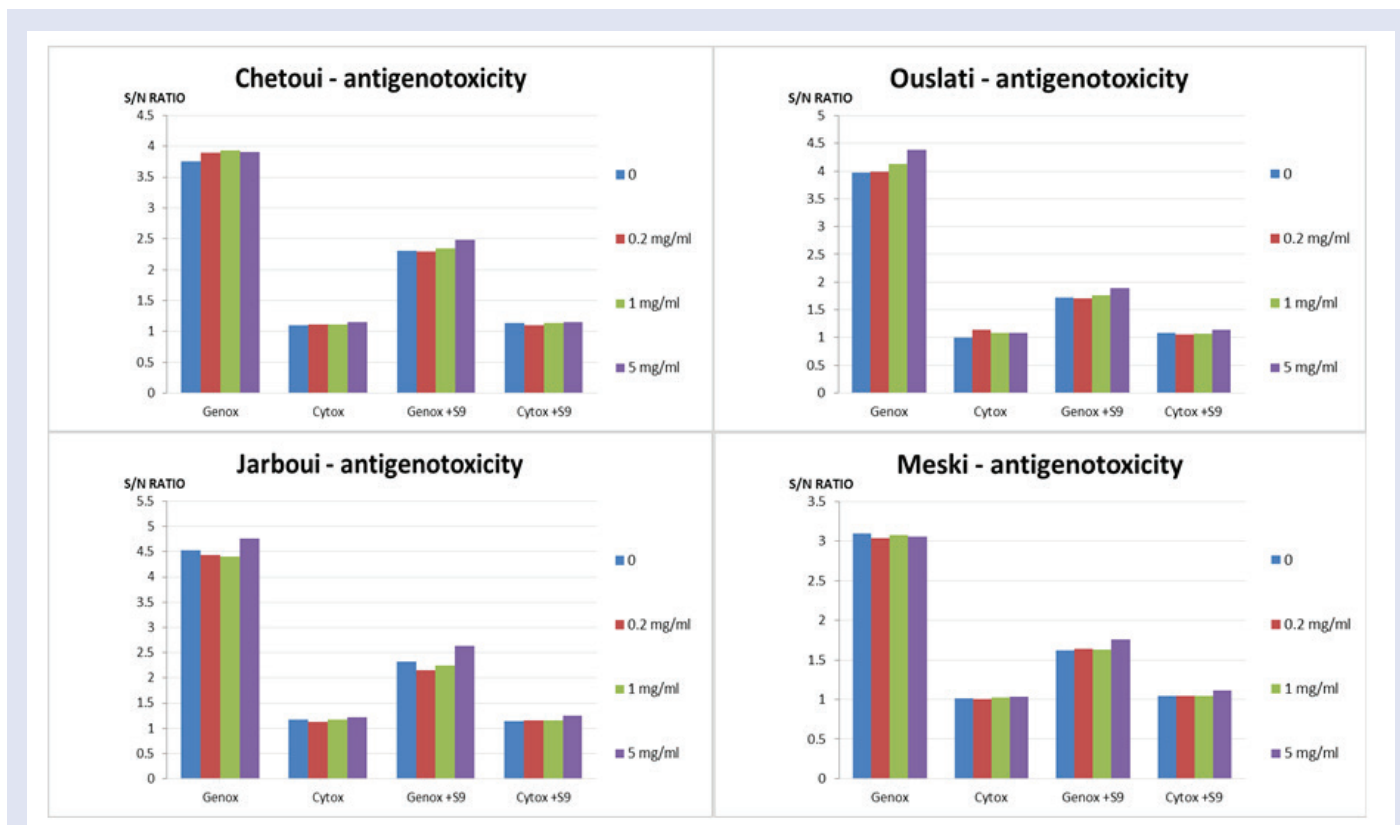 Chetoui - antigenotoxicity
S/N RATIO
4.5
4
3.5
3
2.5
2
1.5
1
0.5
0
Genox Cytox Genox +S9 Cytox +S9
0
0.2 mg/ml
1 mg/ml
5 mg/ml
Ouslati - antigenotoxicity
S/N RATIO
5
4.5
4
3.5
3
2.5
2
1.5
1
0.5
0
Genox Cytox Genox +S9 Cytox +S9
0
0.2 mg/ml
1 mg/ml
5 mg/ml
Jarboui - antigenotoxicity
S/N RATIO
5.5
5
4.5
4
3.5
3
2.5
2
1.5
1
0.5
0
Genox Cytox Genox +S9 Cytox +S9
0
0.2 mg/ml
1 mg/ml
5 mg/ml
Meski - antigenotoxicity
S/N RATIO
3.5
3
2.5
2
1.5
1
0.5
0
Genox Cytox Genox +S9 Cytox +S9
0
0.2 mg/ml
1 mg/ml
5 mg/ml